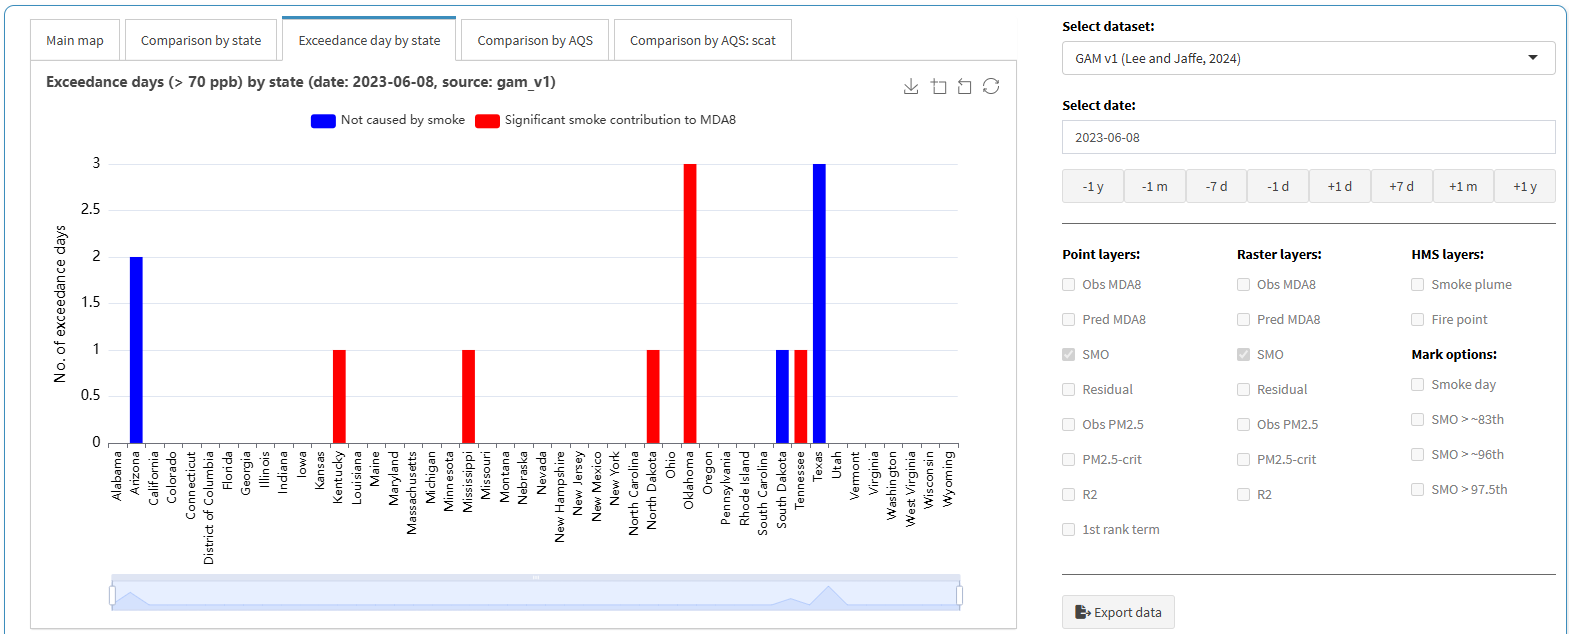 Main map
Comparison by state
Exceedance day by state
Comparison by AQS
Comparison by AQS: scat
Exceedance days (> 70 ppb) by state (date: 2023-06-08, source: gam_v1)
Not caused by smoke
Significant smoke contribution to MDA8
No. of exceedance days
3
2.5
2
1.5
1
0.5
0
Alabama
Arizona
California
Colorado
Connecticut
District of Columbia
Florida
Georgia
Illinois
Indiana
Iowa
Kansas
Kentucky
Louisiana
Maine
Maryland
Massachusetts
Michigan
Minnesota
Mississippi
Missouri
Montana
Nebraska
Nevada
New Hampshire
New Jersey
New Mexico
New York
North Carolina
North Dakota
Ohio
Oklahoma
Oregon
Pennsylvania
Rhode Island
South Carolina
South Dakota
Tennessee
Texas
Utah
Vermont
Virginia
Washington
West Virginia
Wisconsin
Wyoming
Select dataset:
GAM v1 (Lee and Jaffe, 2024)
Select date:
2023-06-08
-1 y
-1 m
-7 d
-1 d
+1 d
+7 d
+1 m
+1 y
Point layers:
Obs MDA8
Pred MDA8
SMO
Residual
Obs PM2.5
PM2.5-crit
R2
1st rank term
Raster layers:
Obs MDA8
Pred MDA8
SMO
Residual
Obs PM2.5
PM2.5-crit
R2
HMS layers:
Smoke plume
Fire point
Mark options:
Smoke day
SMO > ~83th
SMO > ~96th
SMO > 97.5th
Export data